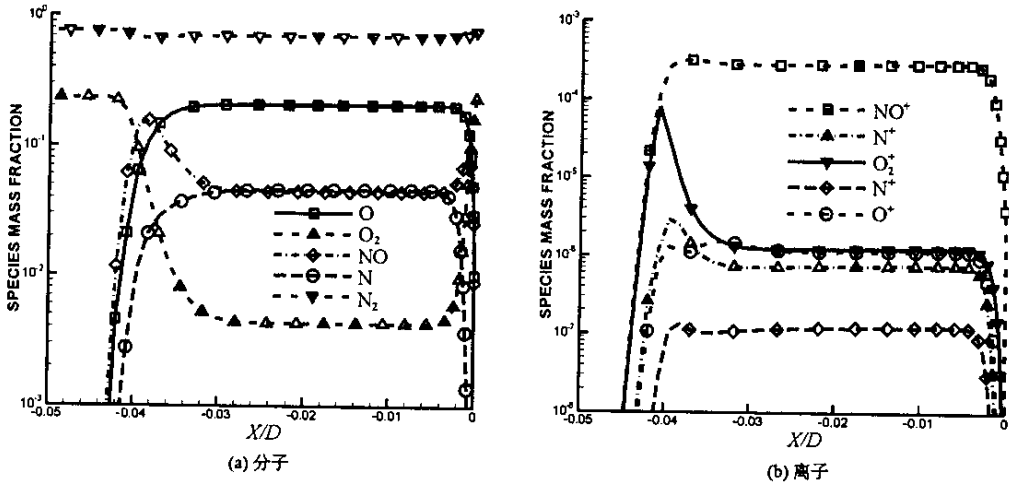 10⁰
10⁻¹
10⁻²
10⁻³
SPECIES MASS FRACTION
O
O₂
NO
N
N₂
-0.05
-0.04
-0.03
-0.02
-0.01
0
X/D
(a) 分子
10⁻³
10⁻⁴
10⁻⁵
10⁻⁶
10⁻⁷
10⁻⁸
SPECIES MASS FRACTION
NO⁺
N⁺
O₂⁺
N⁺
O⁺
-0.05
-0.04
-0.03
-0.02
-0.01
0
X/D
(b) 离子